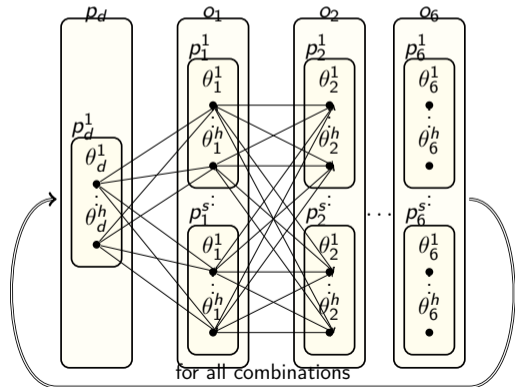 p_d o_1 o_2 o_6
p_1^1 p_2^1 p_6^1
θ_1^1 θ_2^1 θ_6^1
p_d^1
θ_1^h θ_2^h θ_6^h
θ_d^1
θ_d^h
p_1^s p_2^s ... p_6^s
θ_1^1 θ_2^1 θ_6^1
θ_1^h θ_2^h θ_6^h
for all combinations